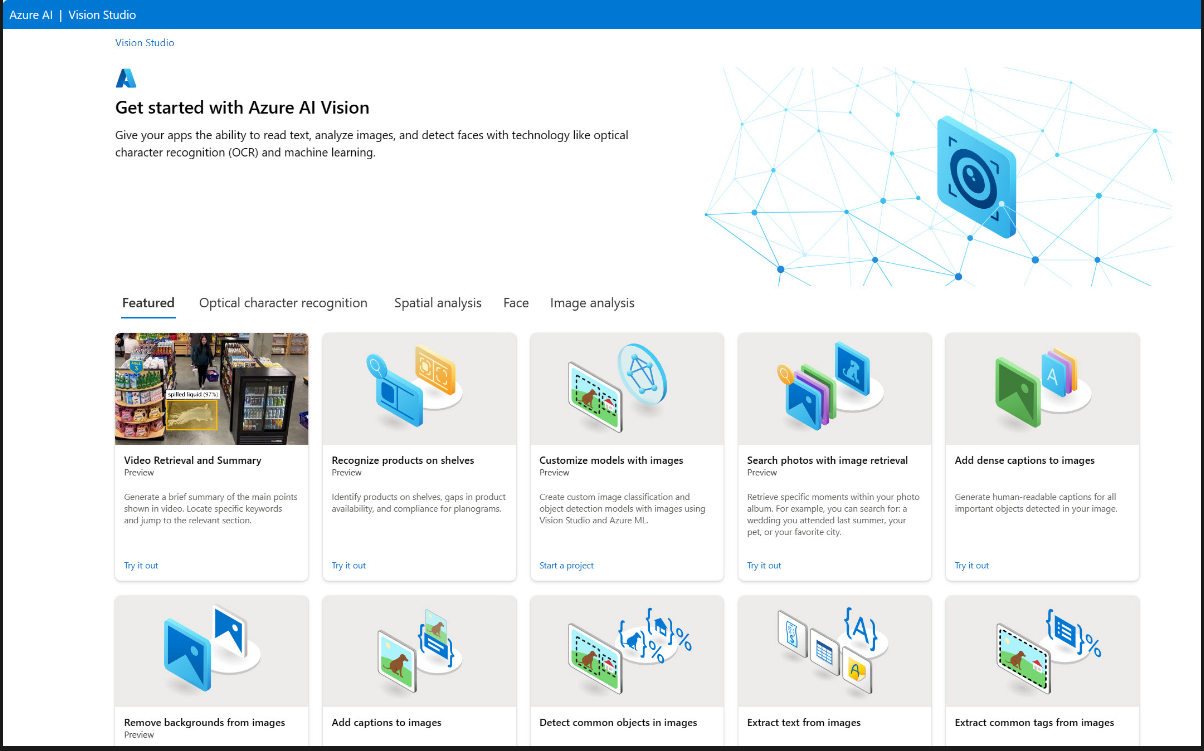 Azure AI | Vision Studio
Vision Studio
Get started with Azure AI Vision
Give your apps the ability to read text, analyze images, and detect faces with technology like optical
character recognition (OCR) and machine learning.
Featured
Optical character recognition
Spatial analysis
Face
Image analysis
spilled liquid (97%)
Video Retrieval and Summary
Preview
Generate a brief summary of the main points
shown in video. Locate specific keywords
and jump to the relevant section.
Try it out
Recognize products on shelves
Preview
Identify products on shelves, gaps in product
availability, and compliance for planograms.
Try it out
Customize models with images
Preview
Create custom image classification and
object detection models with images using
Vision Studio and Azure ML.
Start a project
Search photos with image retrieval
Preview
Retrieve specific moments within your photo
album. For example, you can search for: a
wedding you attended last summer, your
pet, or your favorite city.
Try it out
A
Add dense captions to images
Generate human-readable captions for all
important objects detected in your image.
Try it out
Remove backgrounds from images
Preview
Add captions to images
{ } % { } %
Detect common objects in images
{A}
A
Extract text from images
{ } %
Extract common tags from images